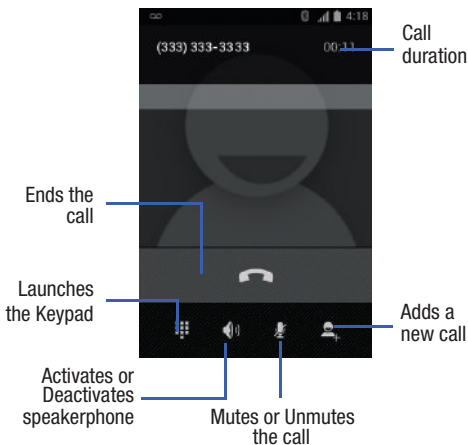 4:18
(333) 333-3333
00:11
Call
duration
Ends the
call
Launches
the Keypad
Adds a
new call
Activates or
Deactivates
speakerphone
Mutes or Unmutes
the call